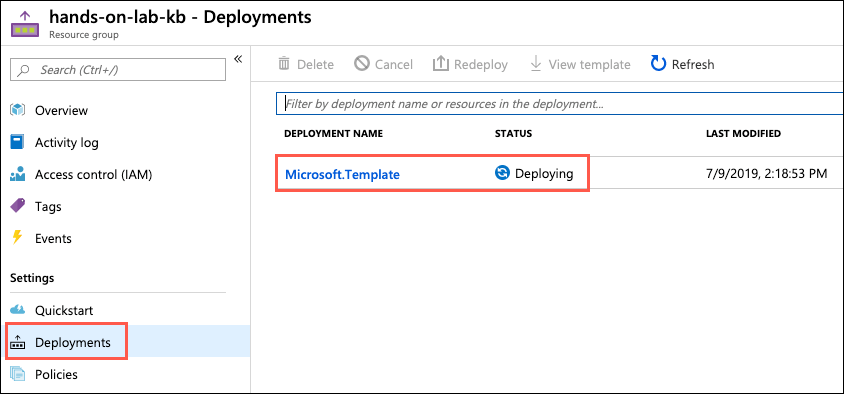 hands-on-lab-kb - Deployments
Resource group
Search (Ctrl+/)
«
Overview
Activity log
Access control (IAM)
Tags
Events
Settings
Quickstart
Deployments
Policies
Delete Cancel Redeploy View template Refresh
Filter by deployment name or resources in the deployment...
DEPLOYMENT NAME STATUS LAST MODIFIED
Microsoft.Template Deploying 7/9/2019, 2:18:53 PM